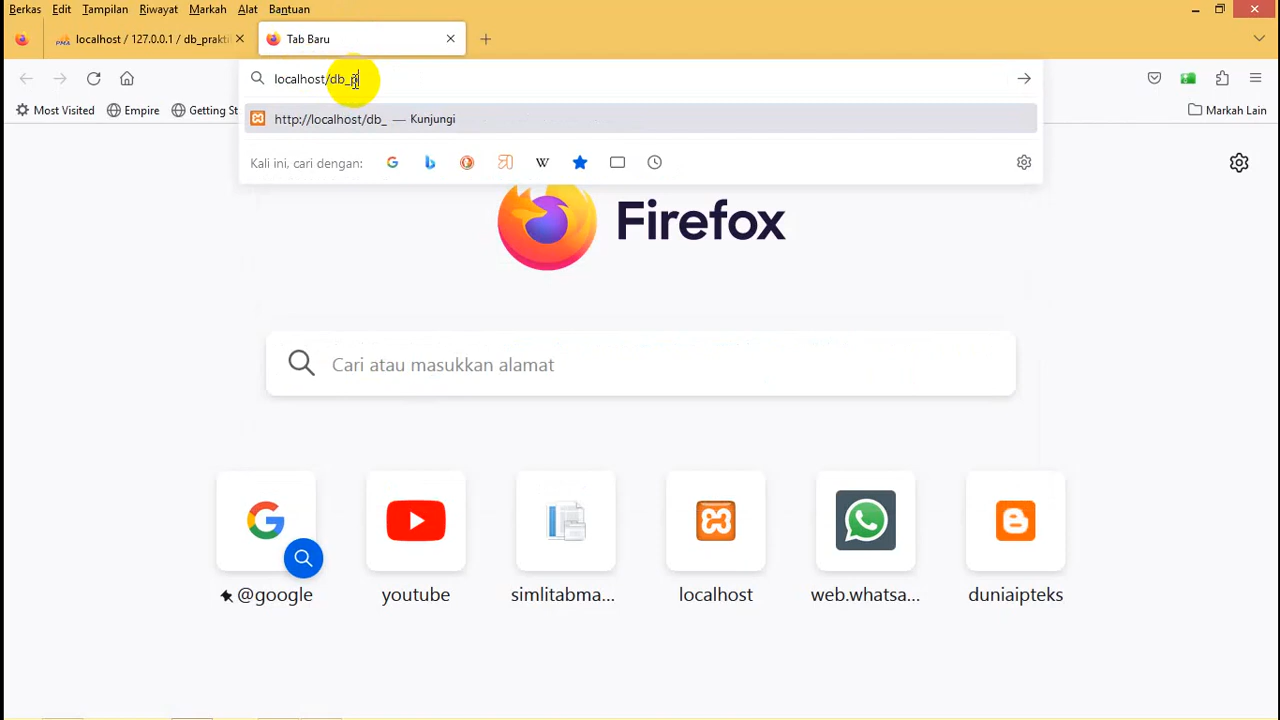 Berkas Edit Tampilan Riwayat Markah Alat Bantuan
PMA localhost / 127.0.0.1 / db_prakti
Tab Baru
localhost/db_p
Most Visited Empire Getting St Markah Lain
http://localhost/db_ — Kunjungi
Kali ini, cari dengan:
Firefox
Cari atau masukkan alamat
@google youtube simlitabma... localhost web.whatsa... duniaipteks